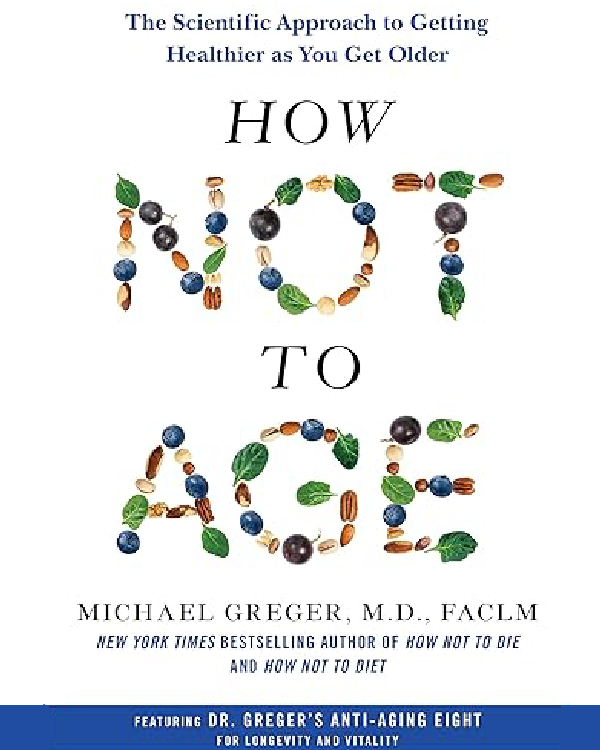 The Scientific Approach to Getting
Healthier as You Get Older
HOW
NOT
TO
AGE
MICHAEL GREGER, M.D., FACLM
NEW YORK TIMES BESTSELLING AUTHOR OF HOW NOT TO DIE
AND HOW NOT TO DIET
FEATURING DR. GREGER'S ANTI-AGING EIGHT
FOR LONGEVITY AND VITALITY